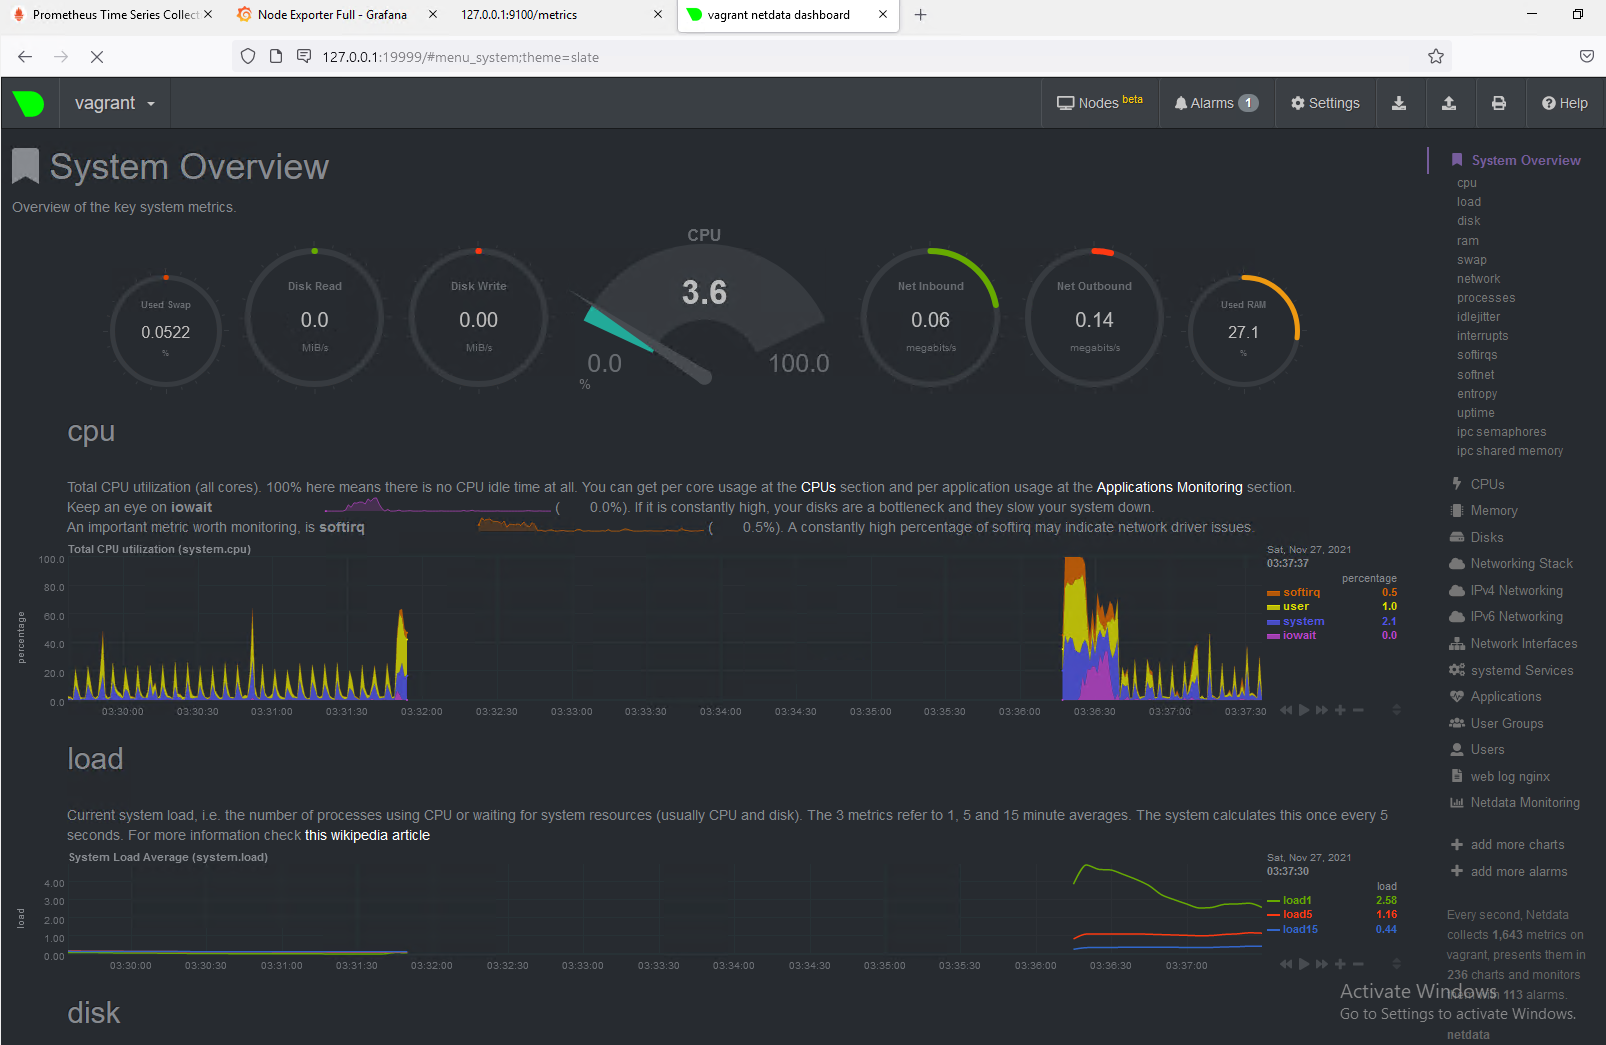 Prometheus Time Series Collect
Node Exporter Full - Grafana
127.0.0.1:9100/metrics
vagrant netdata dashboard
127.0.0.1:19999/#menu_system;theme=slate
vagrant
Nodes beta
Alarms 1
Settings
Help
System Overview
Overview of the key system metrics.
Used Swap
0.0522
%
Disk Read
0.0
MiB/s
Disk Write
0.00
MiB/s
CPU
3.6
0.0
100.0
%
Net Inbound
0.06
megabits/s
Net Outbound
0.14
megabits/s
Used RAM
27.1
%
cpu
Total CPU utilization (all cores). 100% here means there is no CPU idle time at all. You can get per core usage at the CPUs section and per application usage at the Applications Monitoring section.
Keep an eye on iowait ( 0.0%). If it is constantly high, your disks are a bottleneck and they slow your system down.
An important metric worth monitoring, is softirq ( 0.5%). A constantly high percentage of softirq may indicate network driver issues.
Total CPU utilization (system.cpu)
percentage
100.0
80.0
60.0
40.0
20.0
0.0
03:30:00 03:30:30 03:31:00 03:31:30 03:32:00 03:32:30 03:33:00 03:33:30 03:34:00 03:34:30 03:35:00 03:35:30 03:36:00 03:36:30 03:37:00 03:37:30
Sat, Nov 27, 2021
03:37:37
percentage
softirq 0.5
user 1.0
system 2.1
iowait 0.0
load
Current system load, i.e. the number of processes using CPU or waiting for system resources (usually CPU and disk). The 3 metrics refer to 1, 5 and 15 minute averages. The system calculates this once every 5
seconds. For more information check this wikipedia article
System Load Average (system.load)
load
4.00
3.00
2.00
1.00
0.00
03:30:00 03:30:30 03:31:00 03:31:30 03:32:00 03:32:30 03:33:00 03:33:30 03:34:00 03:34:30 03:35:00 03:35:30 03:36:00 03:36:30 03:37:00
Sat, Nov 27, 2021
03:37:30
load
load1 2.58
load5 1.16
load15 0.44
disk
System Overview
cpu
load
disk
ram
swap
network
processes
idlejitter
interrupts
softirqs
softnet
entropy
uptime
ipc semaphores
ipc shared memory
CPUs
Memory
Disks
Networking Stack
IPv4 Networking
IPv6 Networking
Network Interfaces
systemd Services
Applications
User Groups
Users
web log nginx
Netdata Monitoring
add more charts
add more alarms
Every second, Netdata
collects 1,643 metrics on
vagrant, presents them in
236 charts and monitors
them with 113 alarms.
netdata
Activate Windows
Go to Settings to activate Windows.